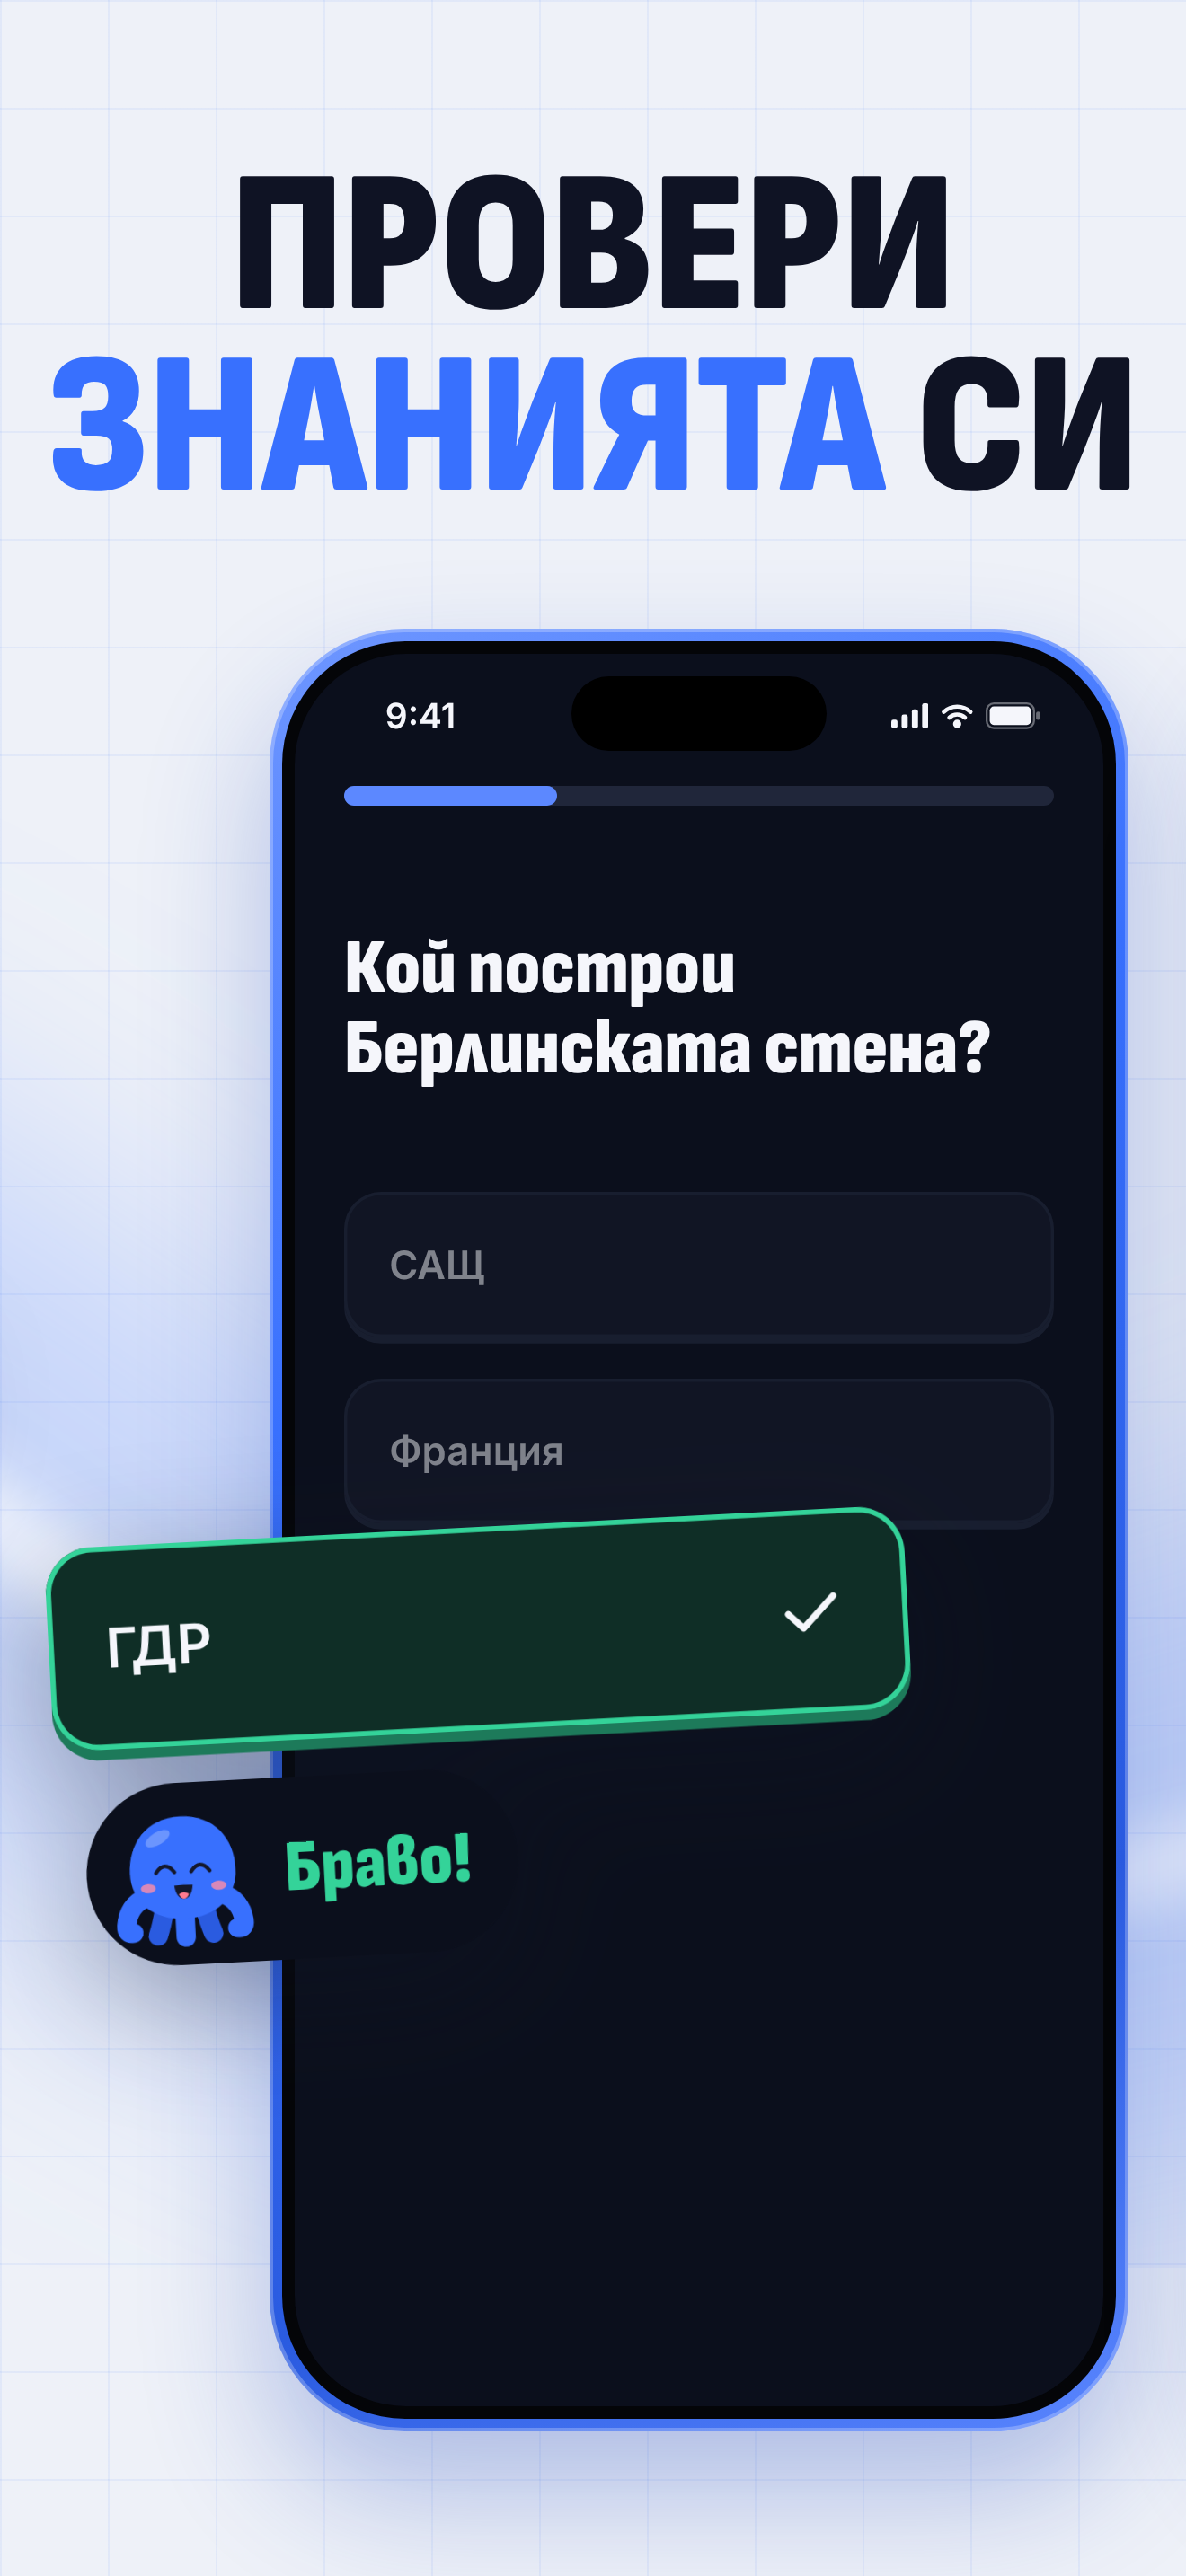 ПРОВЕРИ
ЗНАНИЯТА СИ
9:41
Кой построи
Берлинската стена?
САЩ
Франция
ГДР
Браво!